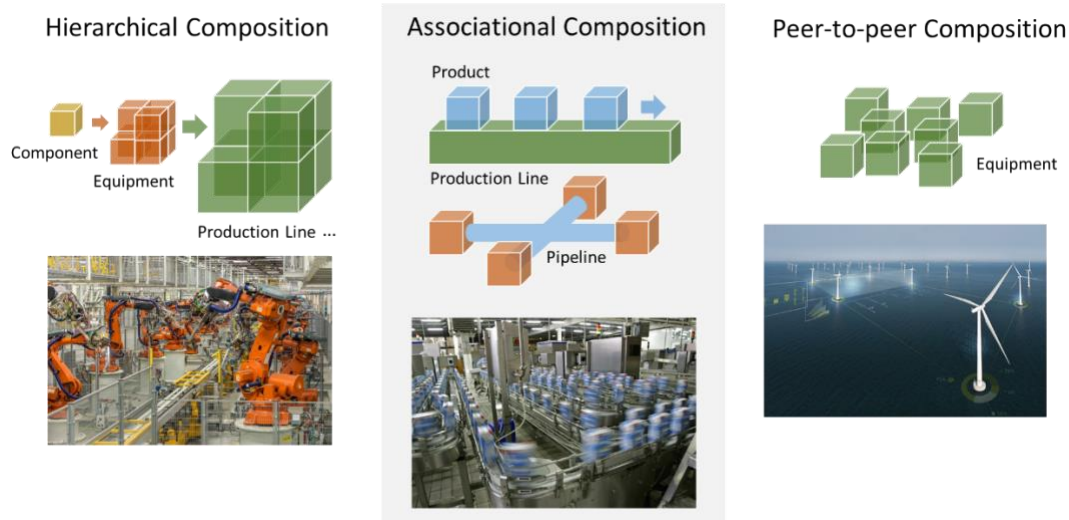 Hierarchical Composition
Component
Equipment
Production Line ...
Associational Composition
Product
Production Line
Pipeline
Peer-to-peer Composition
Equipment